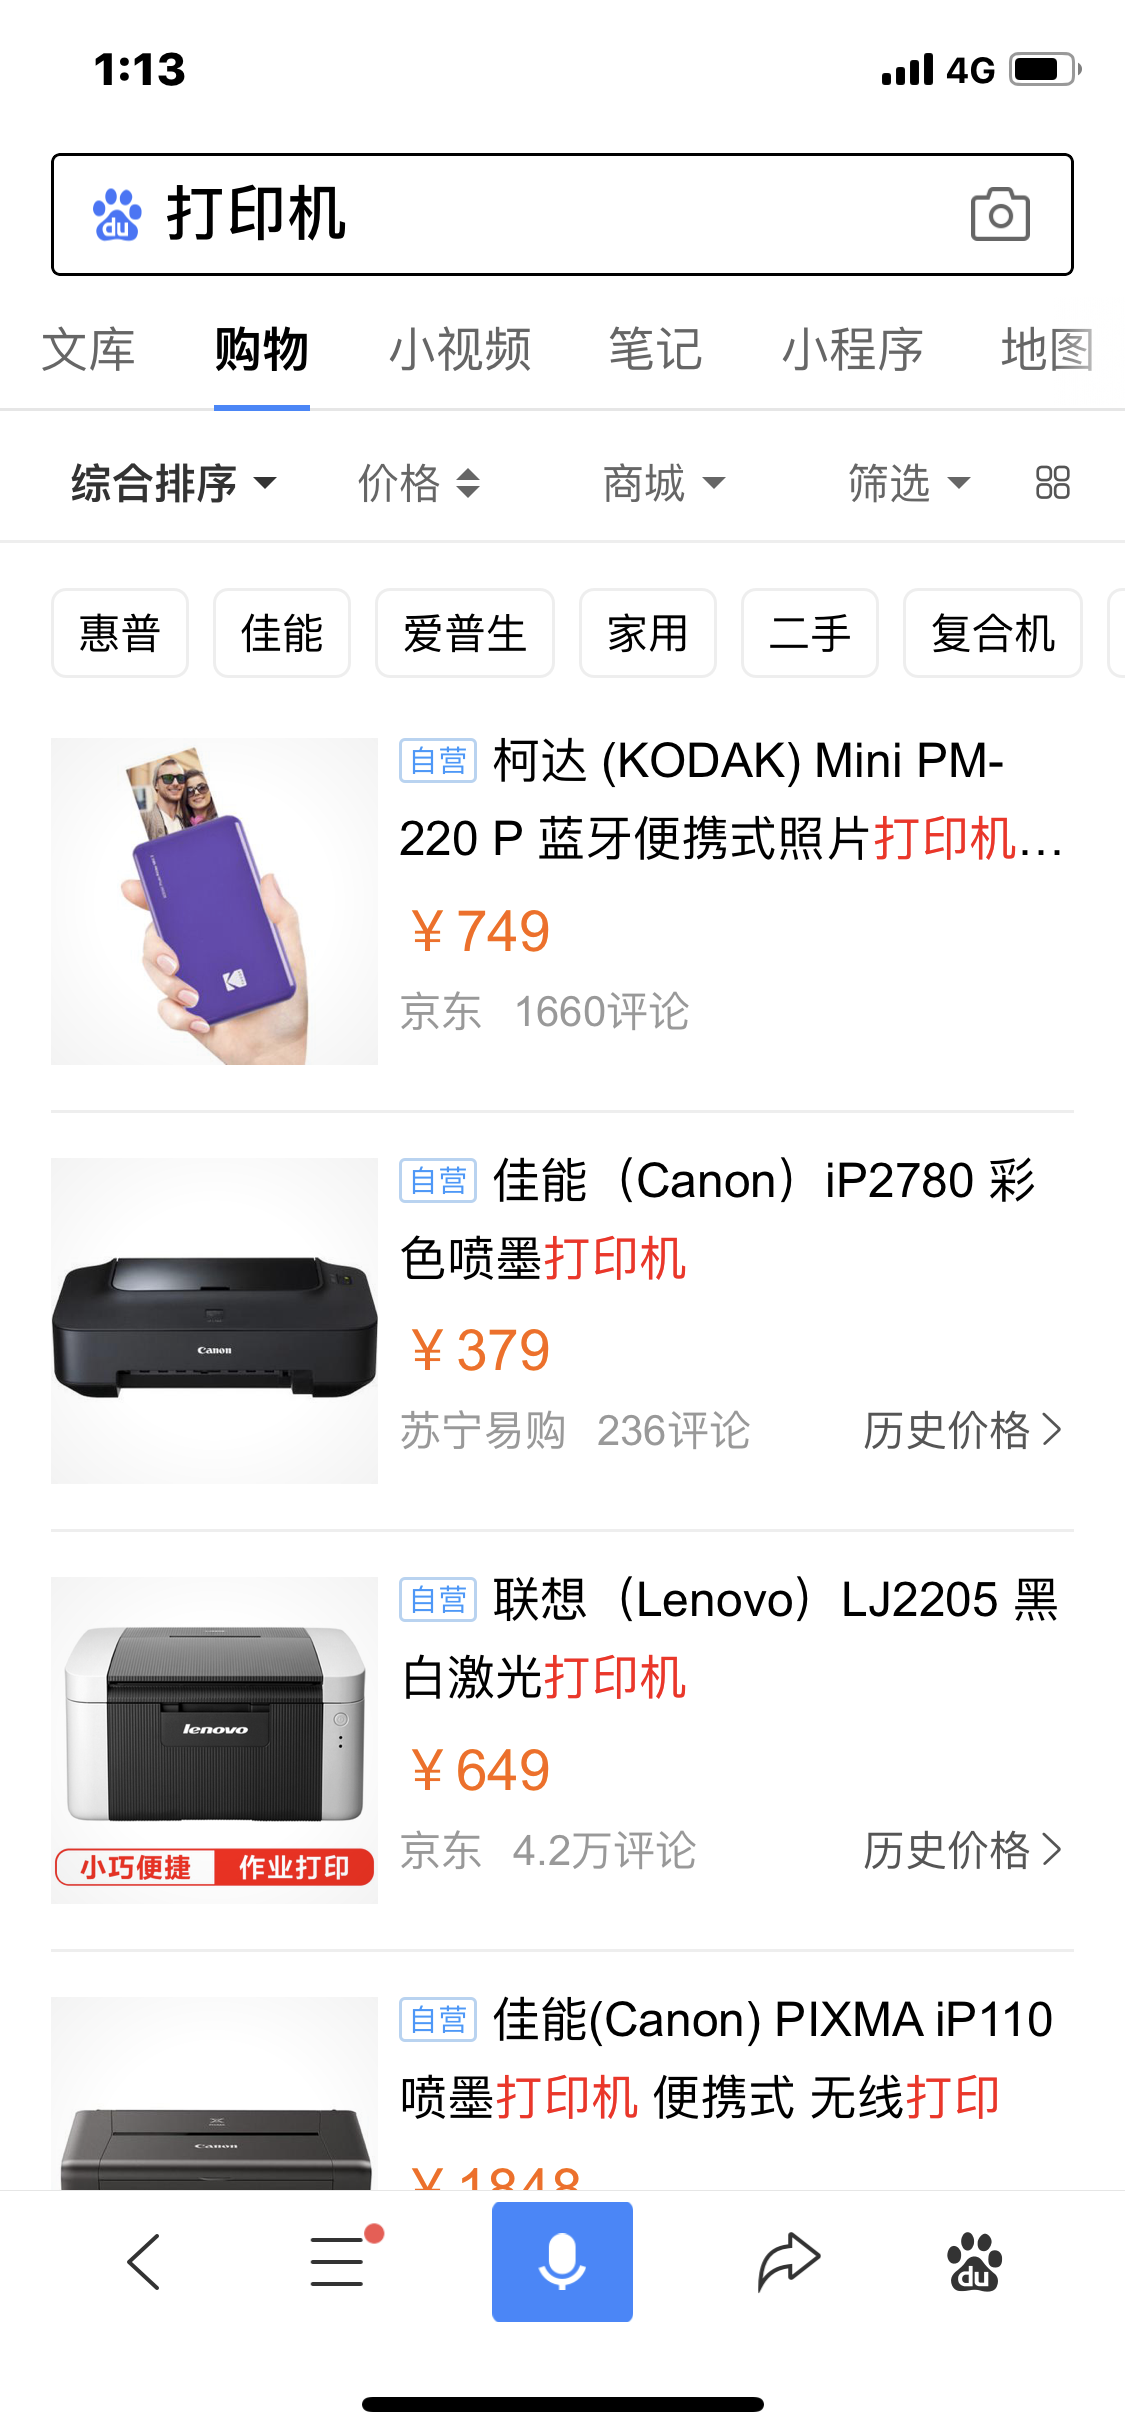 1:13
4G
du 打印机
文库 购物 小视频 笔记 小程序 地图
综合排序 价格 商城 筛选
惠普 佳能 爱普生 家用 二手 复合机
自营 柯达 (KODAK) Mini PM-
220 P 蓝牙便携式照片打印机...
¥749
京东 1660评论
Canon
自营 佳能（Canon）iP2780 彩
色喷墨打印机
¥379
苏宁易购 236评论 历史价格
lenovo
小巧便捷 作业打印
自营 联想（Lenovo）LJ2205 黑
白激光打印机
¥649
京东 4.2万评论 历史价格
Canon
自营 佳能(Canon) PIXMA iP110
喷墨打印机 便携式 无线打印
¥1848
du